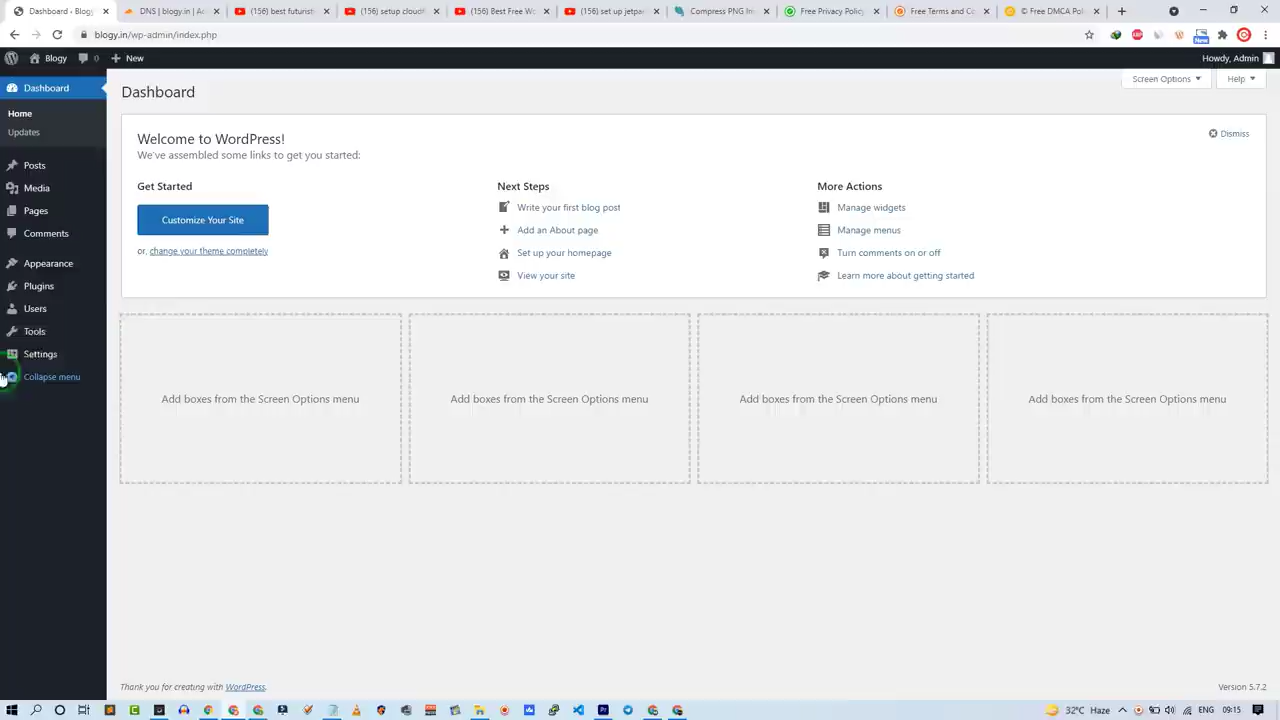 Dashboard ‹ Blogy
DNS | blogy.in | Ac
(156) best futurist
(156) setup cloudf
(156) Best Free Wo
(156) set up jetpac
Compress PNG Im
Free Privacy Policy
Free Terms and Co
© Free DMCA Polic
blogy.in/wp-admin/index.php
New
Blogy
0
New
Howdy, Admin
Dashboard
Screen Options
Help
Dashboard
Home
Updates
Posts
Media
Pages
Comments
Appearance
Plugins
Users
Tools
Settings
Collapse menu
Welcome to WordPress!
Dismiss
We've assembled some links to get you started:
Get Started
Customize Your Site
or, change your theme completely
Next Steps
Write your first blog post
Add an About page
Set up your homepage
View your site
More Actions
Manage widgets
Manage menus
Turn comments on or off
Learn more about getting started
Add boxes from the Screen Options menu
Add boxes from the Screen Options menu
Add boxes from the Screen Options menu
Add boxes from the Screen Options menu
Thank you for creating with WordPress.
Version 5.7.2
32°C Haze
ENG
09:15